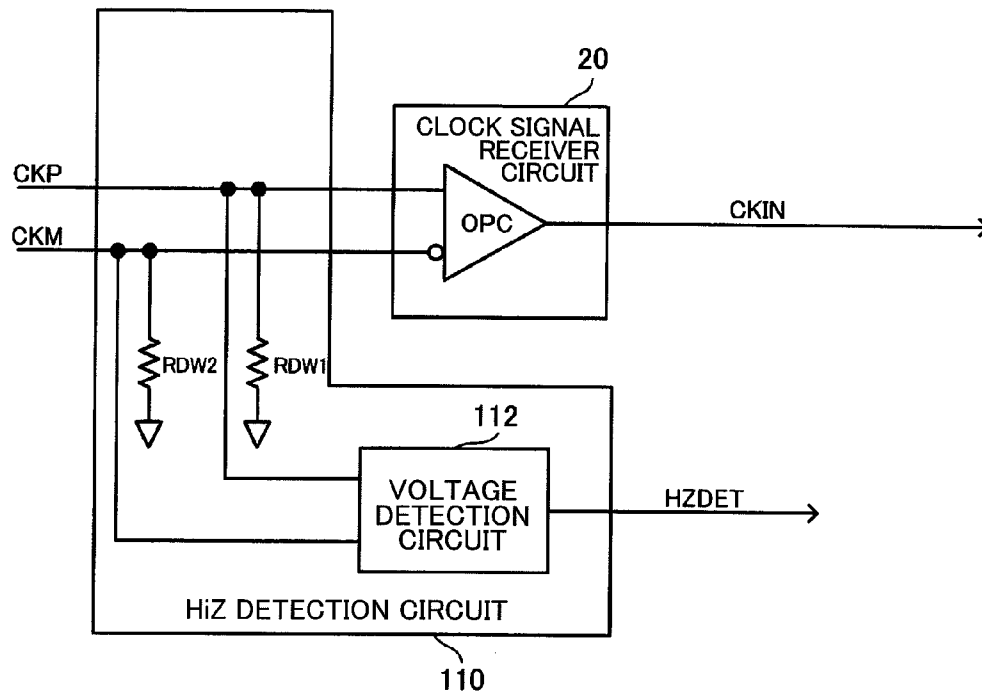 20
CLOCK SIGNAL
RECEIVER
CIRCUIT
CKP
OPC
CKIN
CKM
RDW2
RDW1
112
VOLTAGE
DETECTION
CIRCUIT
HZDET
HiZ DETECTION CIRCUIT
110